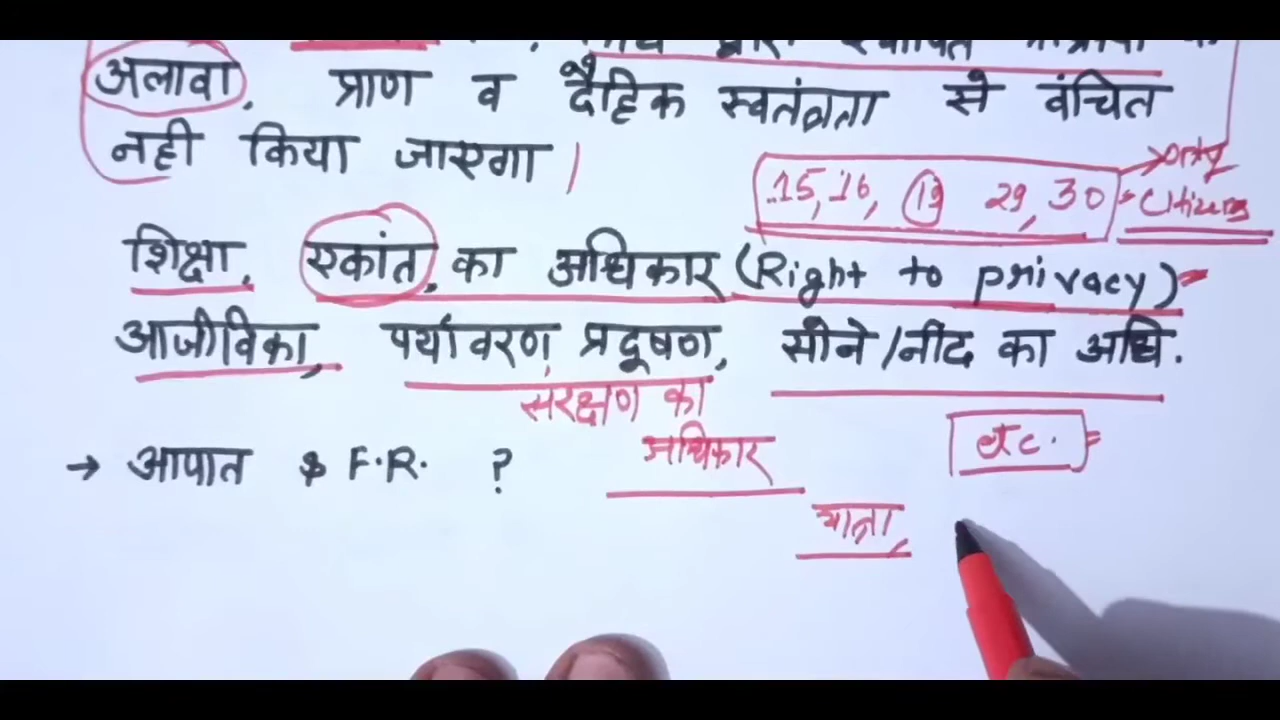 अलावा, प्राण व दैहिक स्वतंत्रता से वंचित
नही किया जाएगा।
15, 16, 19 29, 30 only
Citizens
शिक्षा, एकांत, का अधिकार (Right to privacy)
आजीविका, पर्यावरण प्रदूषण, सोने/नींद का अधि.
संरक्षण का
अधिकार
etc.
→ आपात & F.R. ?
यात्रा,